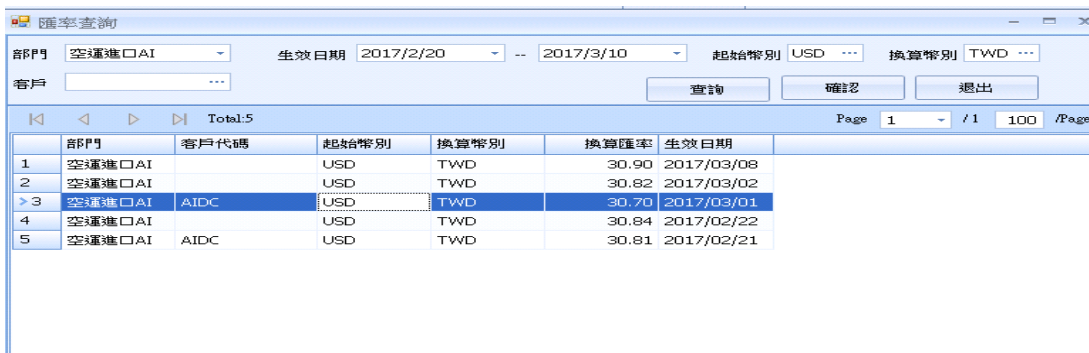 匯率查詢
部門 空運進口AI 生效日期 2017/2/20 -- 2017/3/10 起始幣別 USD ... 換算幣別 TWD ...
客戶 ... 查詢 確認 退出
Total:5 Page 1 / 1 100 /Page
部門 客戶代碼 起始幣別 換算幣別 換算匯率 生效日期
1 空運進口AI USD TWD 30.90 2017/03/08
2 空運進口AI USD TWD 30.82 2017/03/02
>3 空運進口AI AIDC USD TWD 30.70 2017/03/01
4 空運進口AI USD TWD 30.84 2017/02/22
5 空運進口AI AIDC USD TWD 30.81 2017/02/21